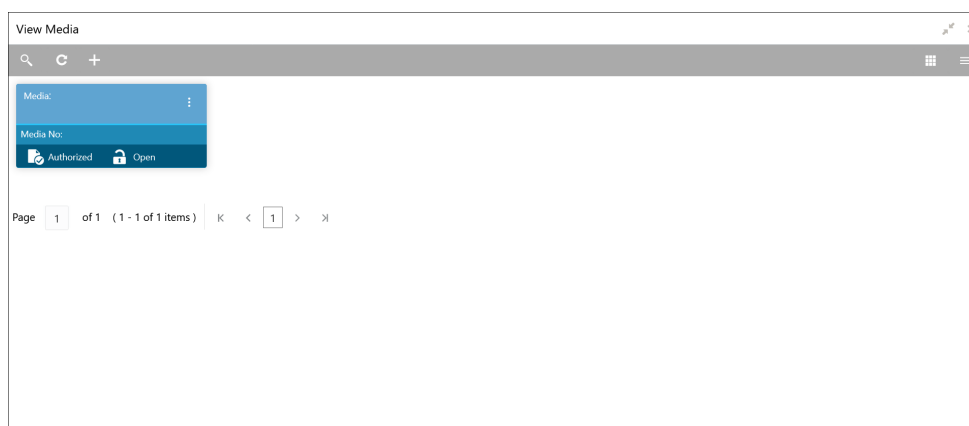 View Media
Media:
Media No:
Authorized Open
Page 1 of 1 ( 1 - 1 of 1 items ) 1